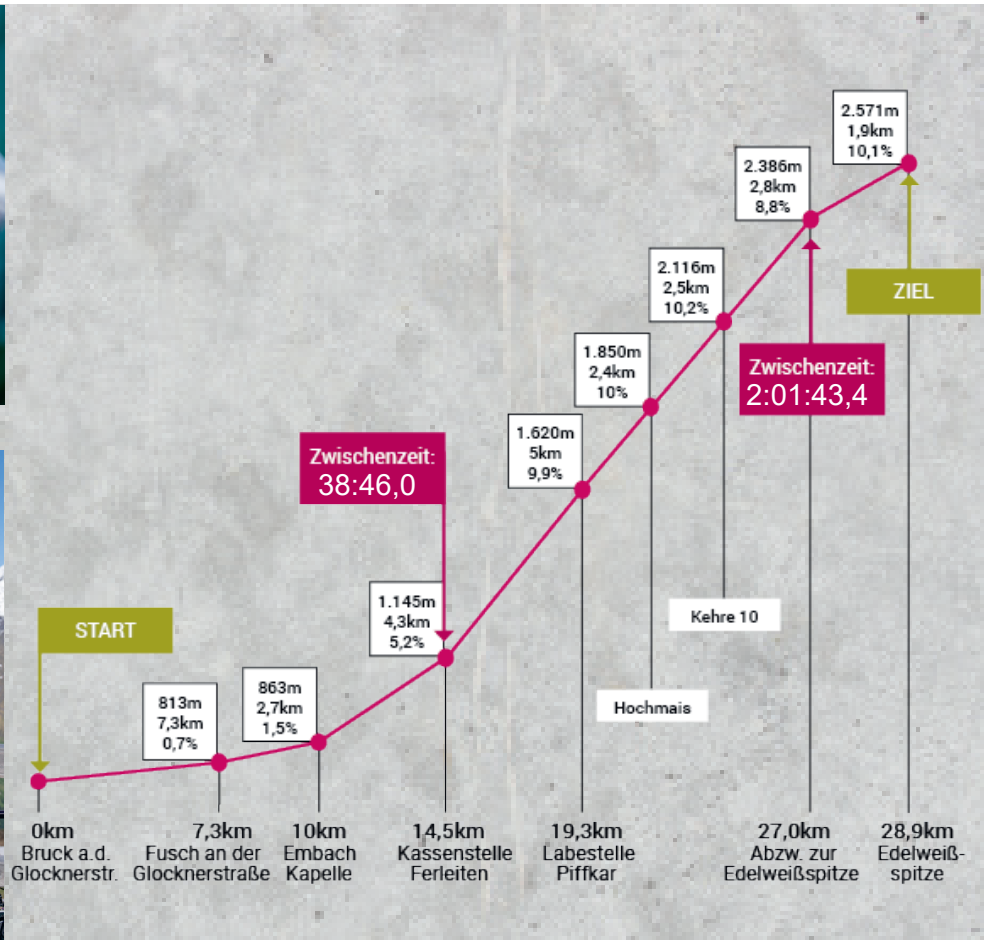 2.571m
1,9km
10,1%
2.386m
2,8km
8,8%
ZIEL
2.116m
2,5km
10,2%
1.850m
2,4km
10%
Zwischenzeit:
2:01:43,4
1.620m
5km
9,9%
Zwischenzeit:
38:46,0
1.145m
4,3km
5,2%
START
Kehre 10
863m
2,7km
1,5%
813m
7,3km
0,7%
Hochmais
0km
Bruck a.d.
Glocknerstr.
7,3km
Fusch an der
Glocknerstraße
10km
Embach
Kapelle
14,5km
Kassenstelle
Ferleiten
19,3km
Labestelle
Piffkar
27,0km
Abzw. zur
Edelweißspitze
28,9km
Edelweiß-
spitze